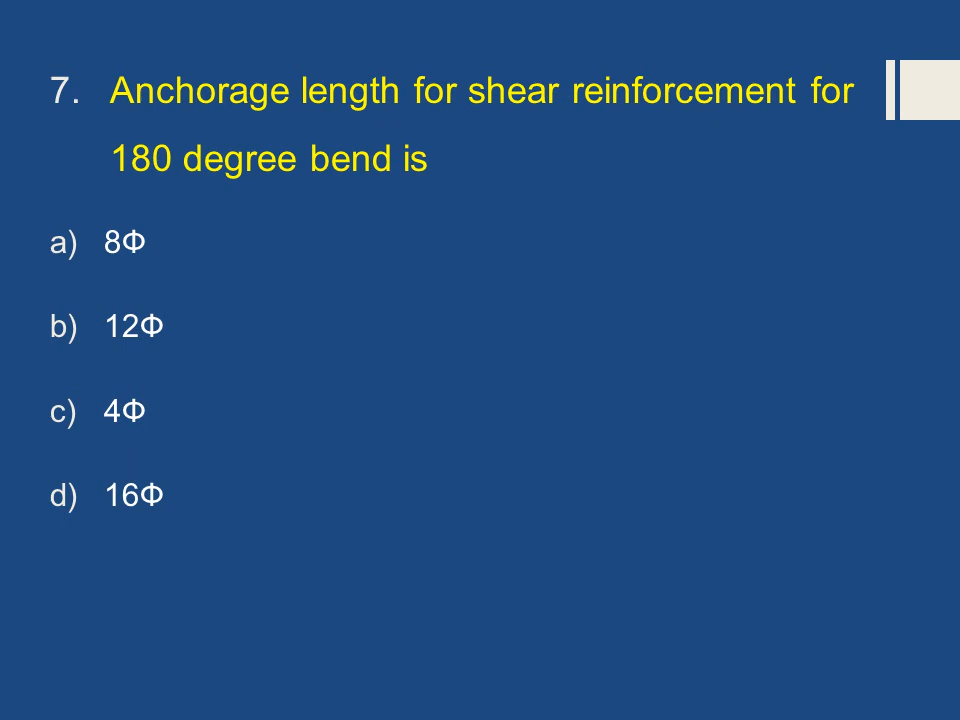 7. Anchorage length for shear reinforcement for
180 degree bend is
a) 8Φ
b) 12Φ
c) 4Φ
d) 16Φ